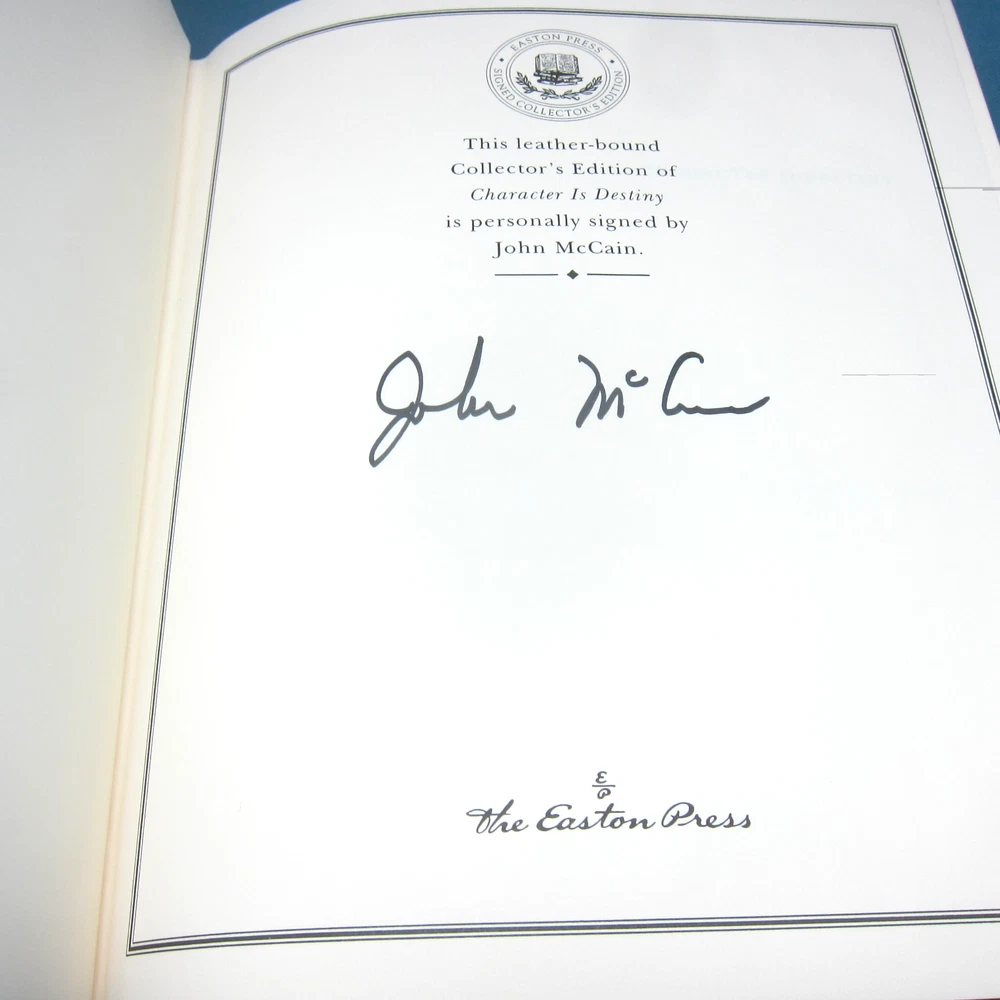 EASTON PRESS
SIGNED COLLECTOR'S EDITION
This leather-bound
Collector's Edition of
Character Is Destiny
is personally signed by
John McCain.
John McCain
E
P
The Easton Press